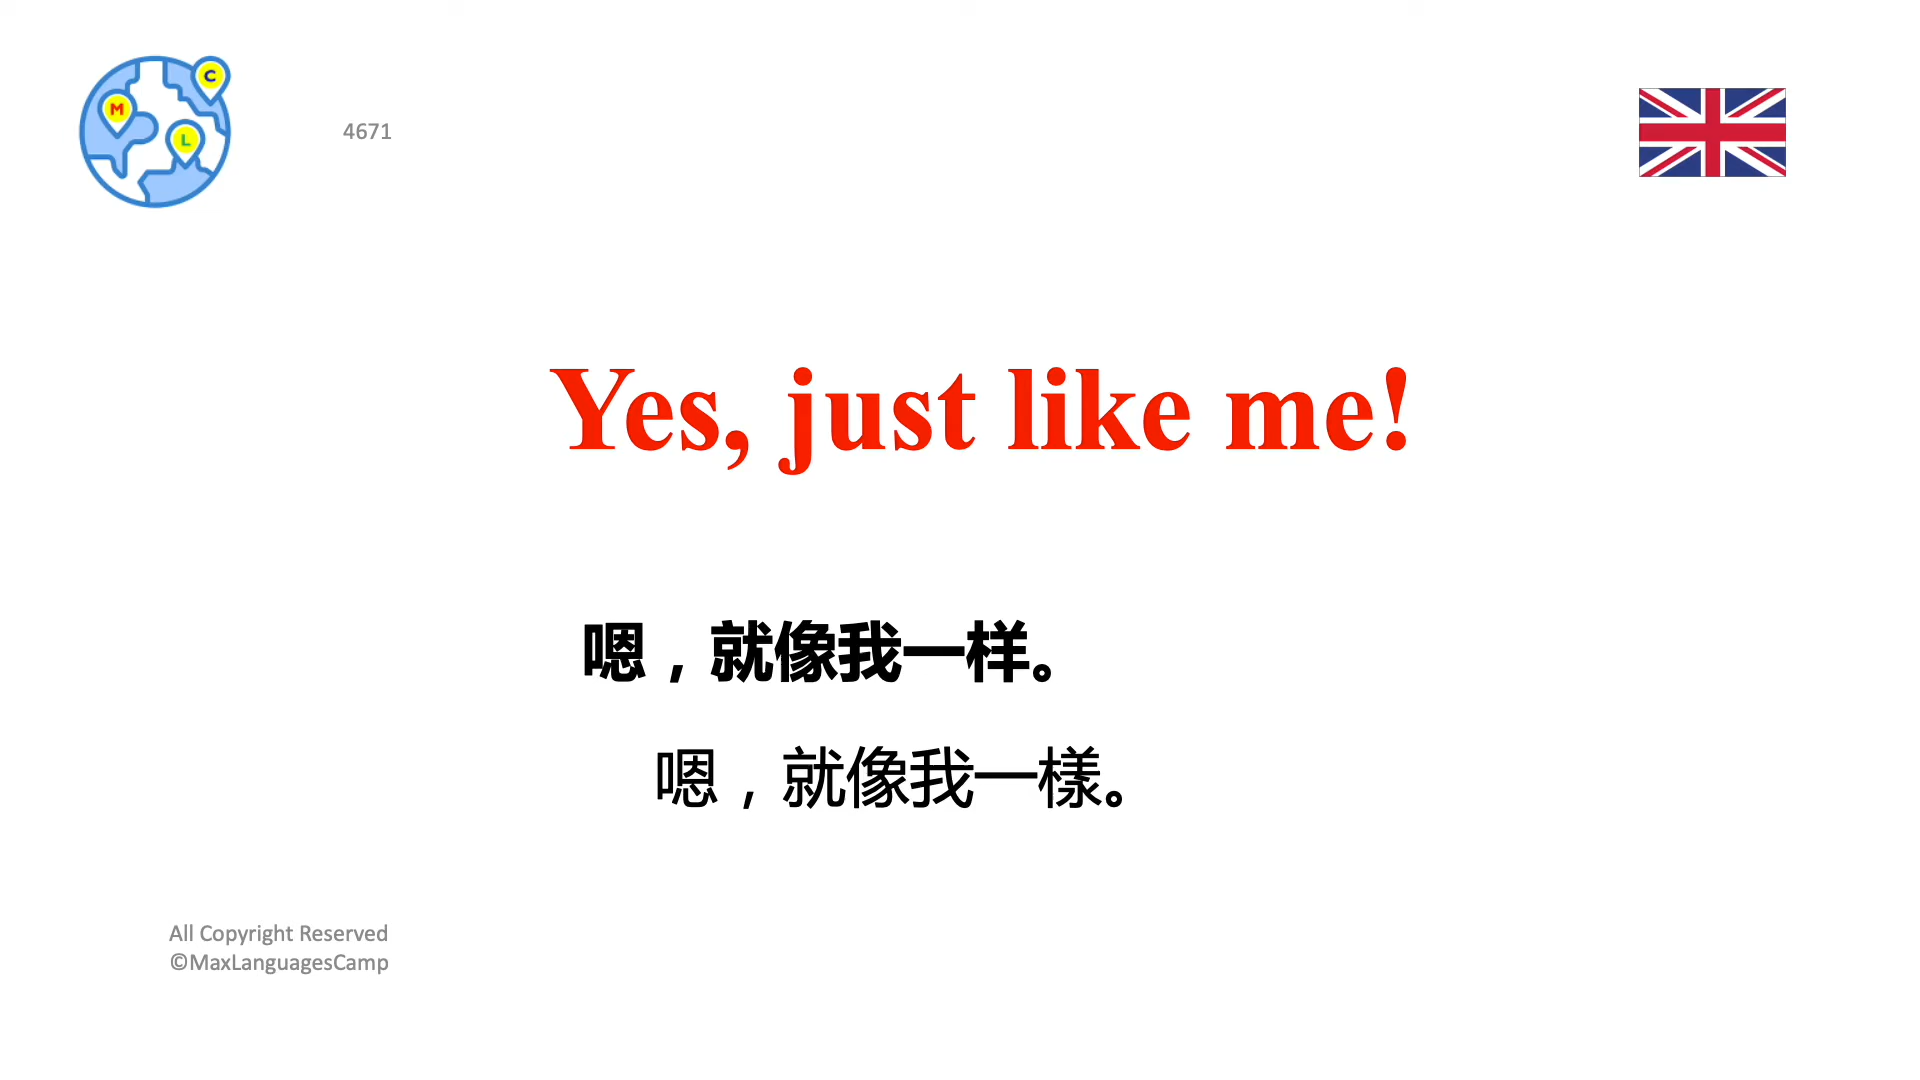 C
M
L
4671
Yes, just like me!
嗯，就像我一样。
嗯，就像我一樣。
All Copyright Reserved
©MaxLanguagesCamp